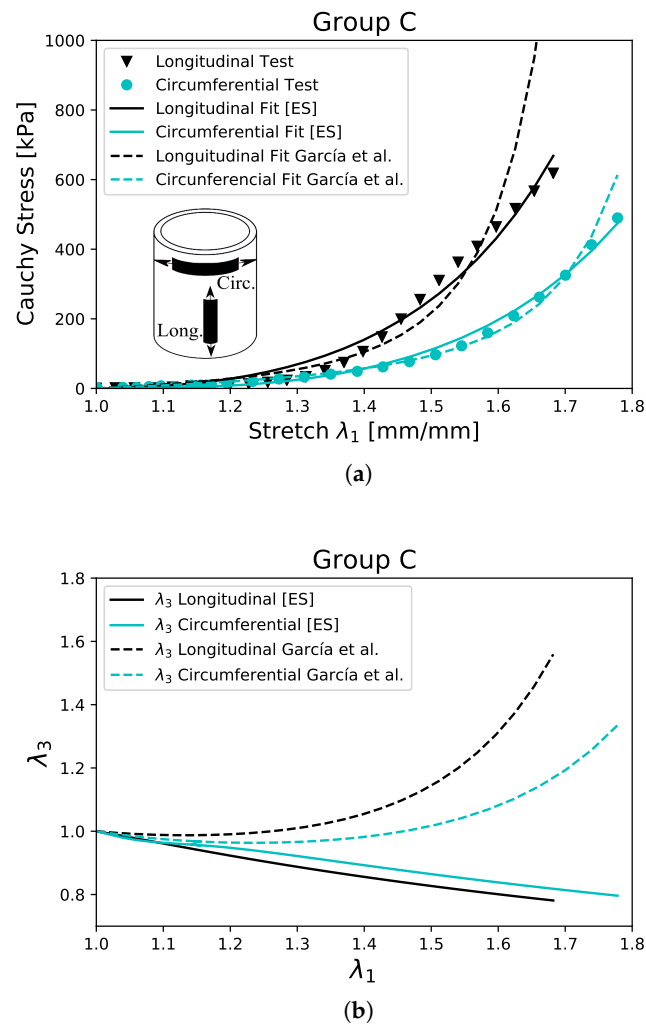 Group C
1000
800
600
400
200
0
Cauchy Stress [kPa]
Longitudinal Test
Circumferential Test
Longitudinal Fit [ES]
Circumferential Fit [ES]
Longuitudinal Fit García et al.
Circunferencial Fit García et al.
Circ.
Long.
1.0 1.1 1.2 1.3 1.4 1.5 1.6 1.7 1.8
Stretch λ₁ [mm/mm]
(a)
Group C
1.8
1.6
1.4
1.2
1.0
0.8
λ₃
λ₃ Longitudinal [ES]
λ₃ Circumferential [ES]
λ₃ Longitudinal García et al.
λ₃ Circumferential García et al.
1.0 1.1 1.2 1.3 1.4 1.5 1.6 1.7 1.8
λ₁
(b)